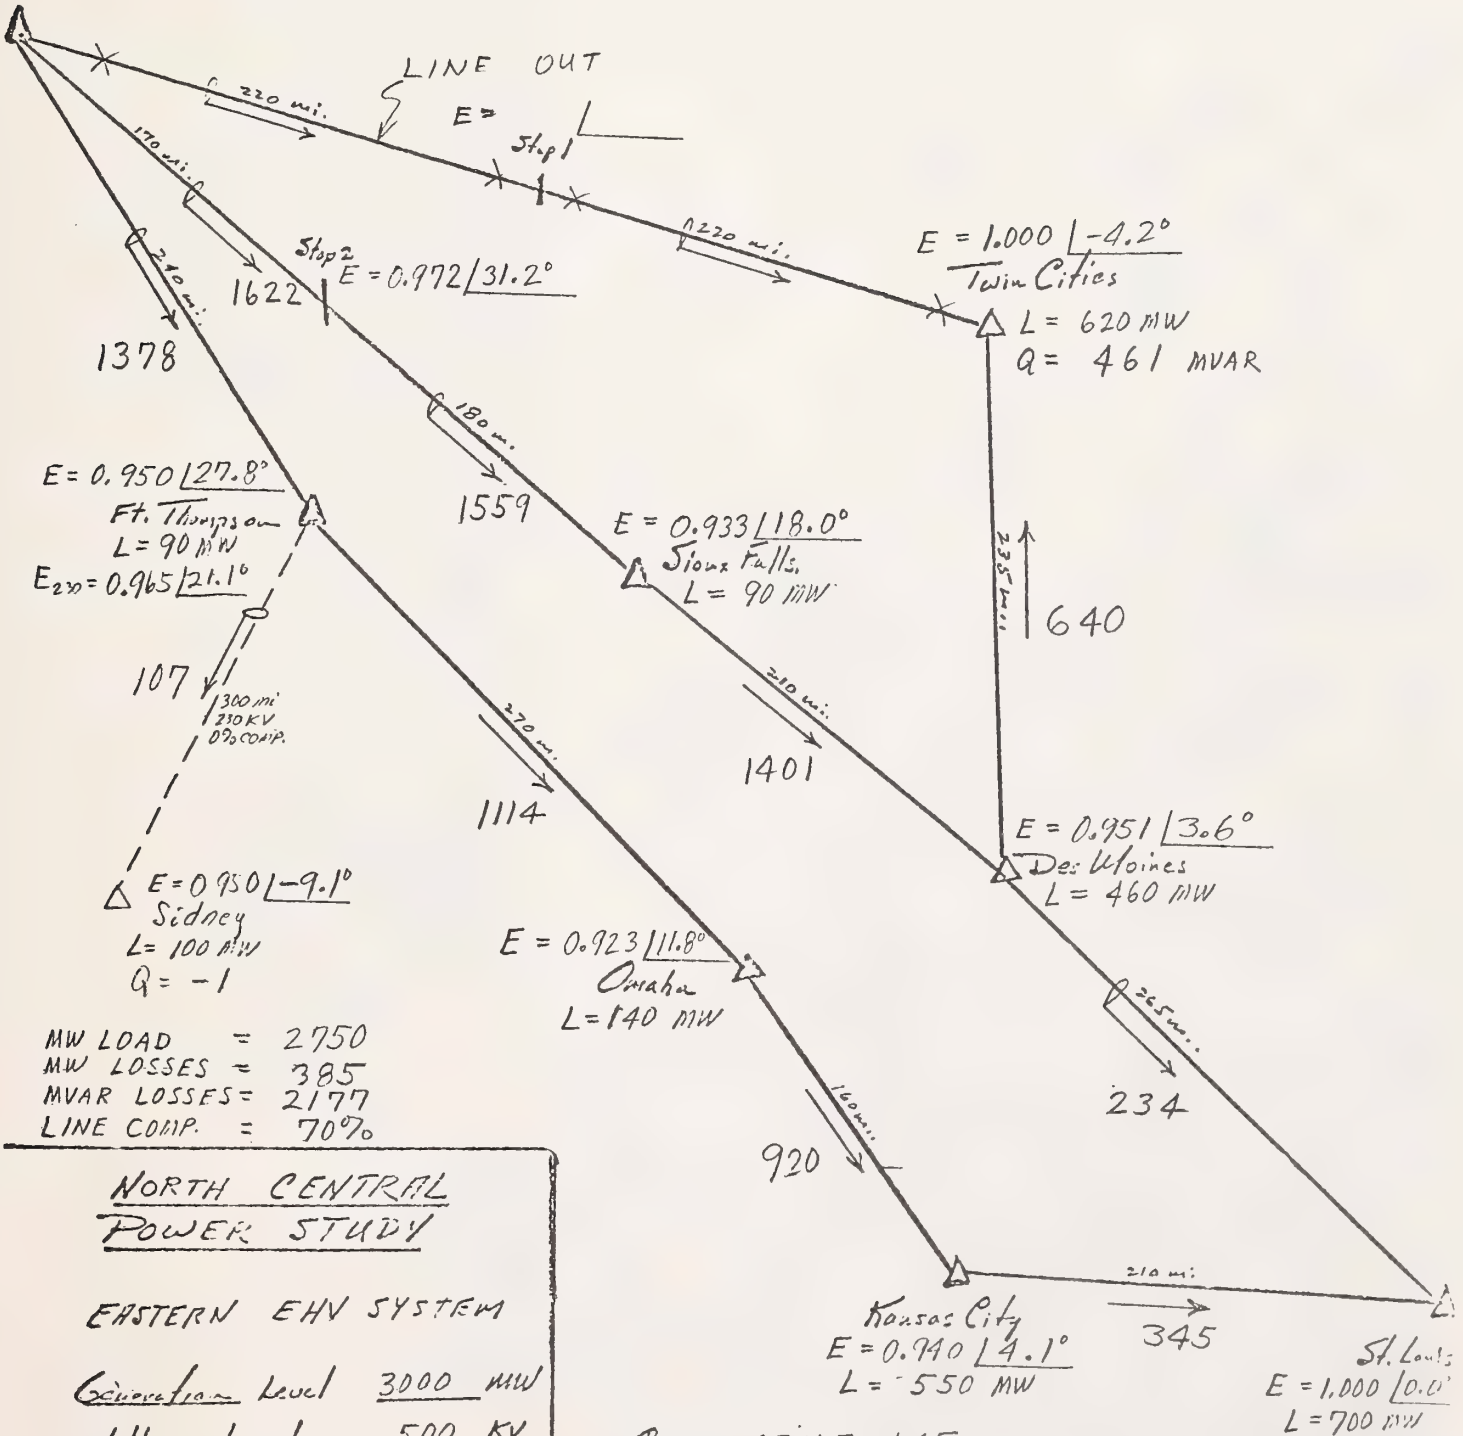 LINE OUT
220 mi.
E =
Stop 1
170 mi.
220 mi.
E = 1.000 /-4.2°
Twin Cities
L = 620 MW
Q = 461 MVAR
Stop 2
E = 0.972 /31.2°
240 mi.
1622
1378
180 mi.
1559
E = 0.950 /27.8°
Ft. Thompson
L = 90 MW
E230 = 0.965 /21.1°
E = 0.933 /18.0°
Sioux Falls.
L = 90 MW
235 mi.
640
107
300 mi
230 KV
0% COMP.
210 mi.
1401
270 mi.
1114
E = 0.951 /3.6°
Des Moines
L = 460 MW
E = 0.950 /-9.1°
Sidney
L = 100 MW
Q = -1
E = 0.923 /11.8°
Omaha
L = 140 MW
265 mi.
234
MW LOAD = 2750
MW LOSSES = 385
MVAR LOSSES = 2177
LINE COMP. = 70%
160 mi.
920
NORTH CENTRAL
POWER STUDY
EASTERN EHV SYSTEM
Generation Level 3000 MW
500 KV
210 mi.
345
Kansas City
E = 0.940 /4.1°
L = 550 MW
St. Louis
E = 1.000 /0.0°
L = 700 MW